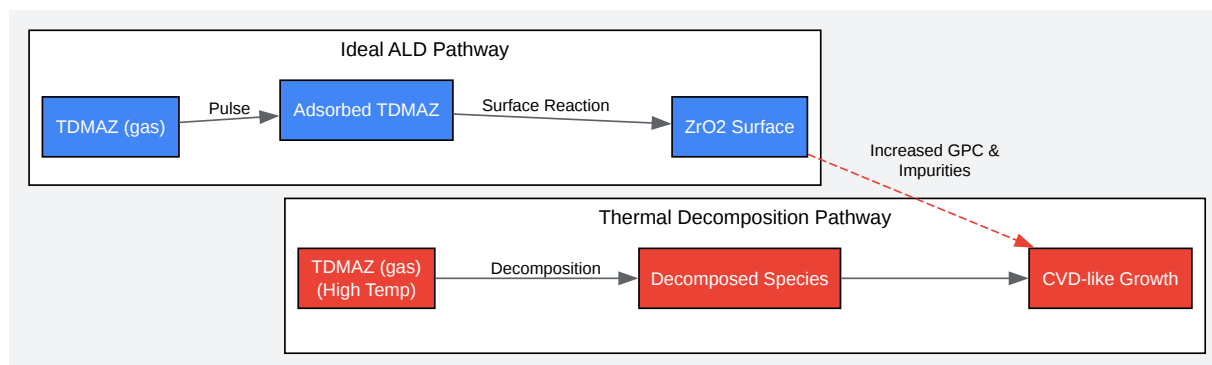 Ideal ALD Pathway
TDMAZ (gas)
Pulse
Adsorbed TDMAZ
Surface Reaction
ZrO2 Surface
Increased GPC &
Impurities
Thermal Decomposition Pathway
TDMAZ (gas)
(High Temp)
Decomposition
Decomposed Species
CVD-like Growth